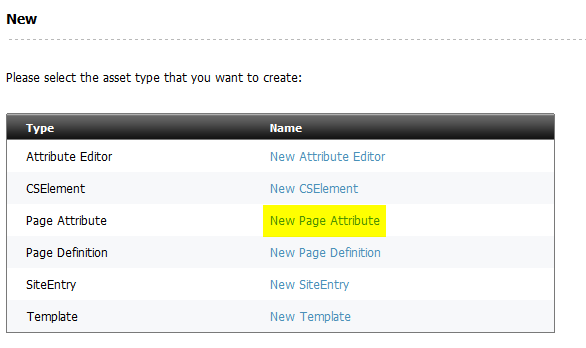 New
Please select the asset type that you want to create:
Type Name
Attribute Editor New Attribute Editor
CSElement New CSElement
Page Attribute New Page Attribute
Page Definition New Page Definition
SiteEntry New SiteEntry
Template New Template